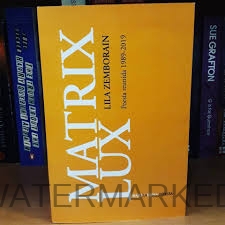 MATRIX
LUX
LILA ZEMBORAIN
Poesía reunida 1989-2019
SUE GRAFTON
WATERMARKED